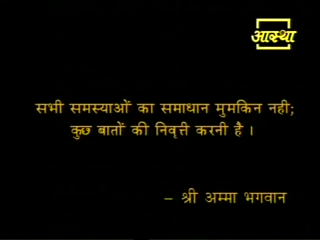 आस्था
सभी समस्याओं का समाधान मुमकिन नही;
कुछ बातों की निवृत्ती करनी है ।
– श्री अम्मा भगवान